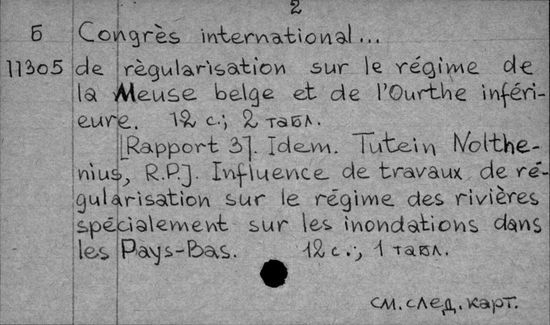 2
Б Congrès international...
11305 de règularisation sur le régime de
la Meuse belge et de l'Ourthe inféri-
eure. 12 с.; 2 табл.
[Rapport 3]. Idem. Tutein Nolthe-
nius, R.P.]. Influence de travaux de ré-
gularisation sur le régime des rivières
spécialement sur les inondations dans
les Pays-Bas. 12 с.; 1 табл.
см. след. карт.